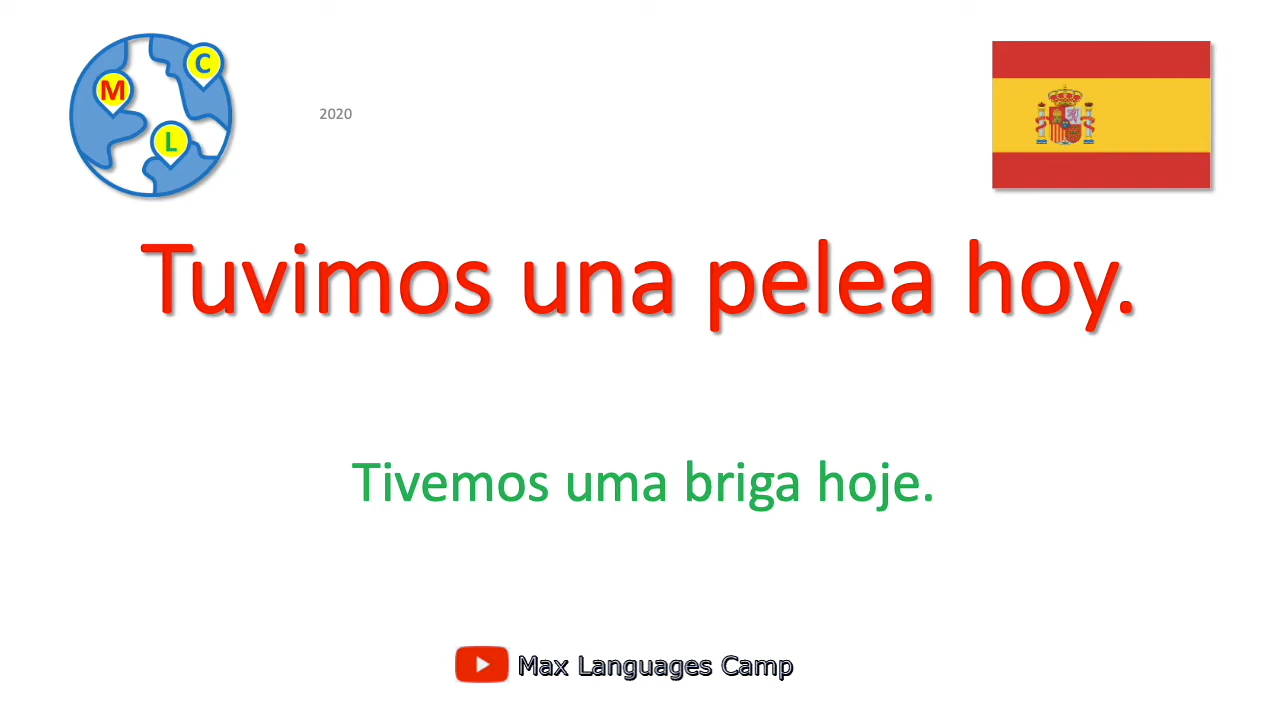 M
C
L
2020
Tuvimos una pelea hoy.
Tivemos uma briga hoje.
Max Languages Camp